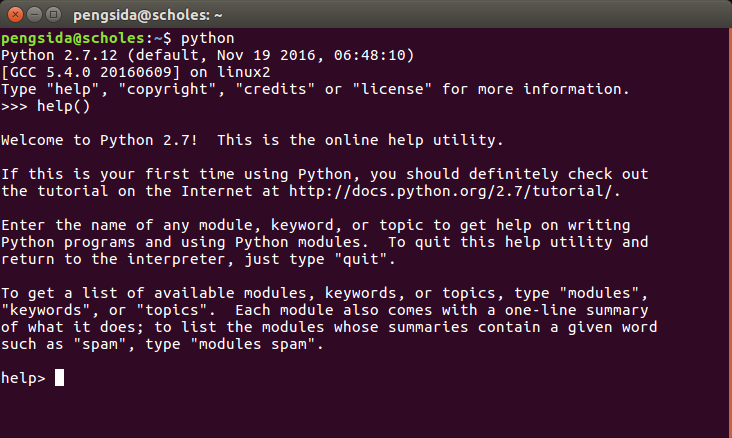 pengsida@scholes: ~
pengsida@scholes:~$ python
Python 2.7.12 (default, Nov 19 2016, 06:48:10)
[GCC 5.4.0 20160609] on linux2
Type "help", "copyright", "credits" or "license" for more information.
>>> help()
Welcome to Python 2.7!  This is the online help utility.
If this is your first time using Python, you should definitely check out
the tutorial on the Internet at http://docs.python.org/2.7/tutorial/.
Enter the name of any module, keyword, or topic to get help on writing
Python programs and using Python modules.  To quit this help utility and
return to the interpreter, just type "quit".
To get a list of available modules, keywords, or topics, type "modules",
"keywords", or "topics".  Each module also comes with a one-line summary
of what it does; to list the modules whose summaries contain a given word
such as "spam", type "modules spam".
help>